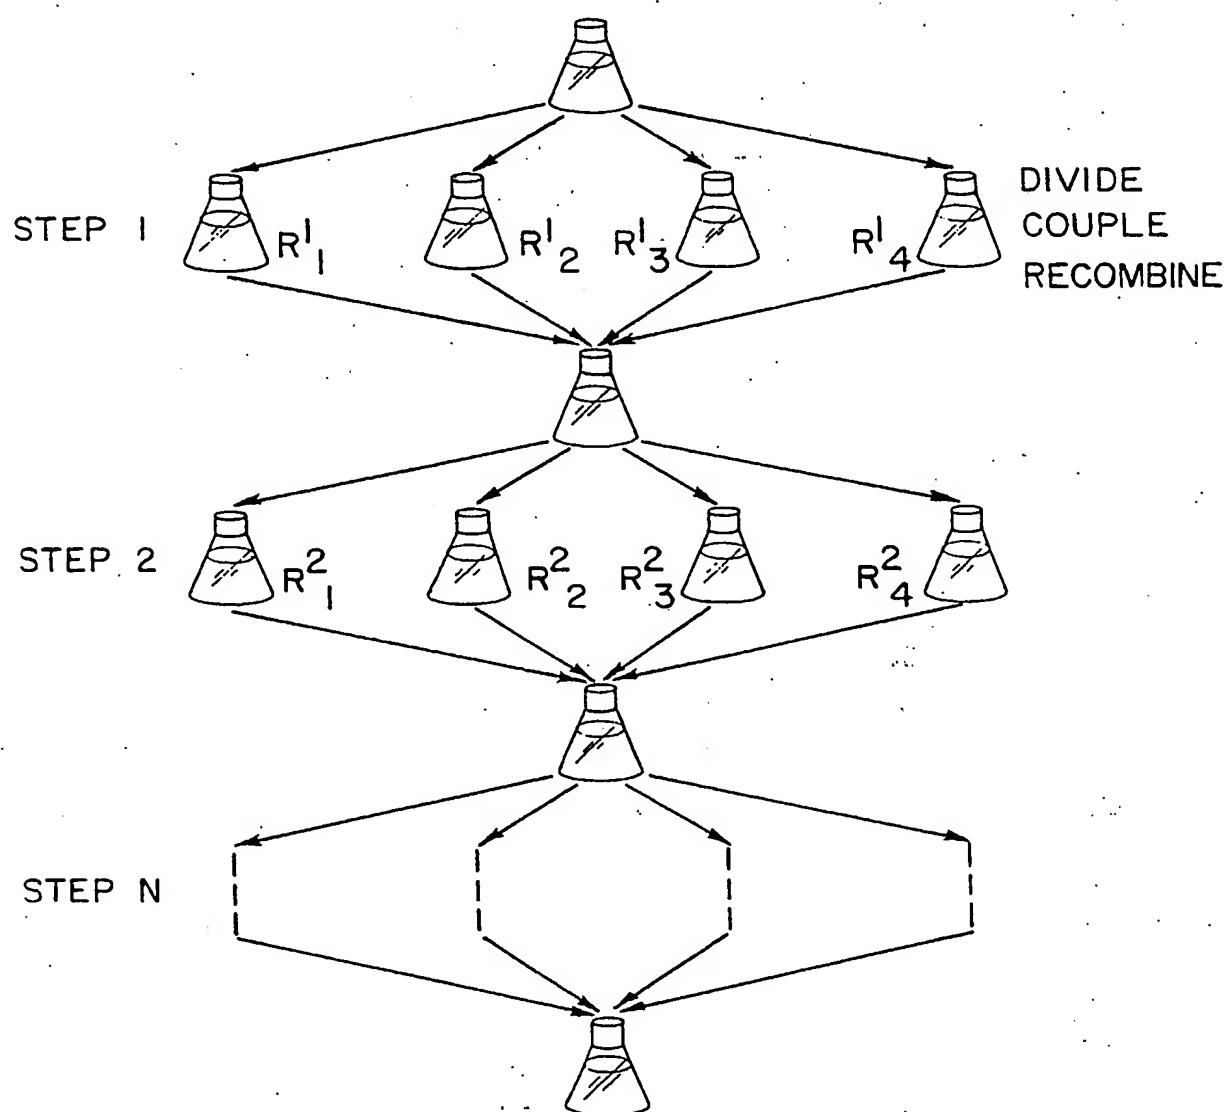 DIVIDE
STEP 1 R¹₁ R¹₂ R¹₃ R¹₄ COUPLE
RECOMBINE
STEP 2 R²₁ R²₂ R²₃ R²₄
STEP N